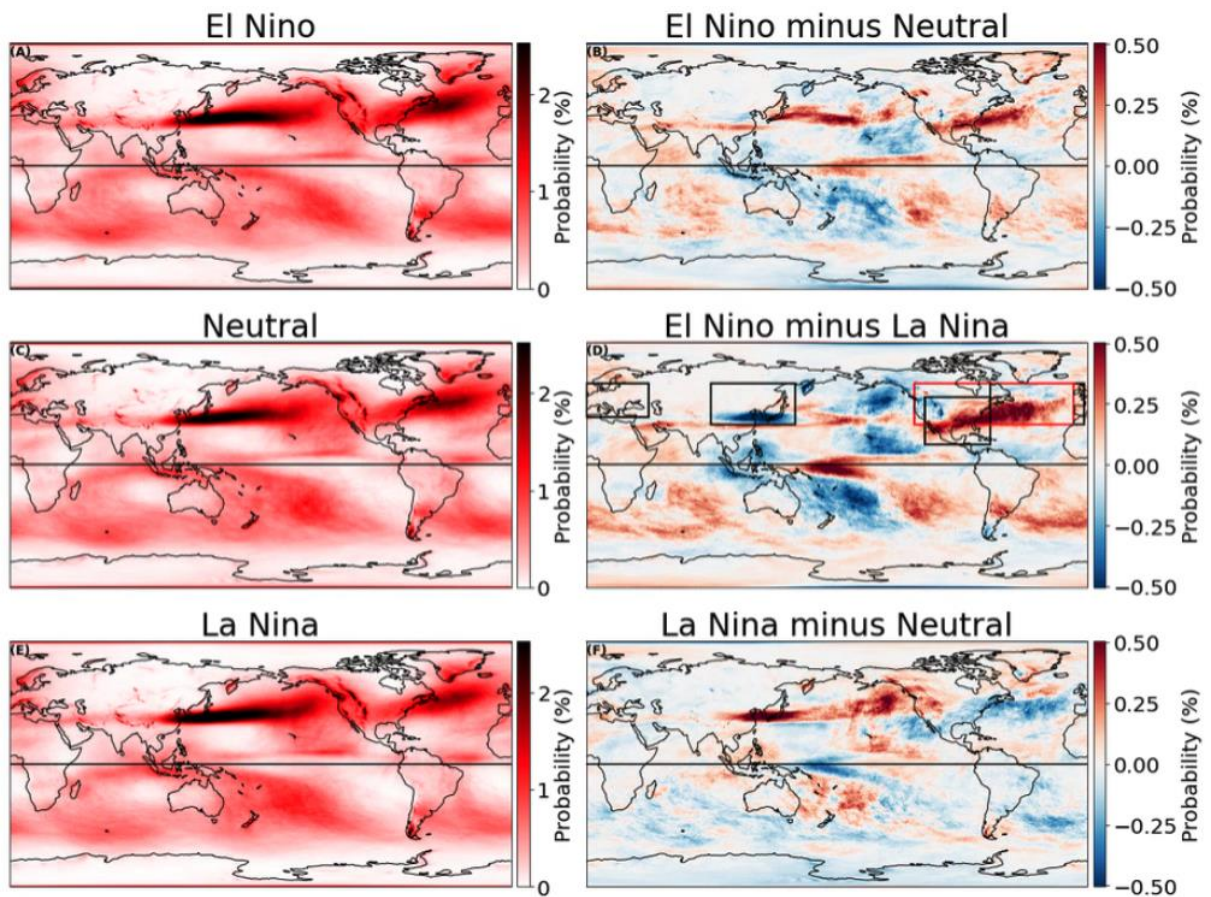 El Nino
(A)
2
1
0
Probability (%)
El Nino minus Neutral
(B)
0.50
0.25
0.00
−0.25
−0.50
Probability (%)
Neutral
(C)
2
1
0
Probability (%)
El Nino minus La Nina
(D)
0.50
0.25
0.00
−0.25
−0.50
Probability (%)
La Nina
(E)
2
1
0
Probability (%)
La Nina minus Neutral
(F)
0.50
0.25
0.00
−0.25
−0.50
Probability (%)